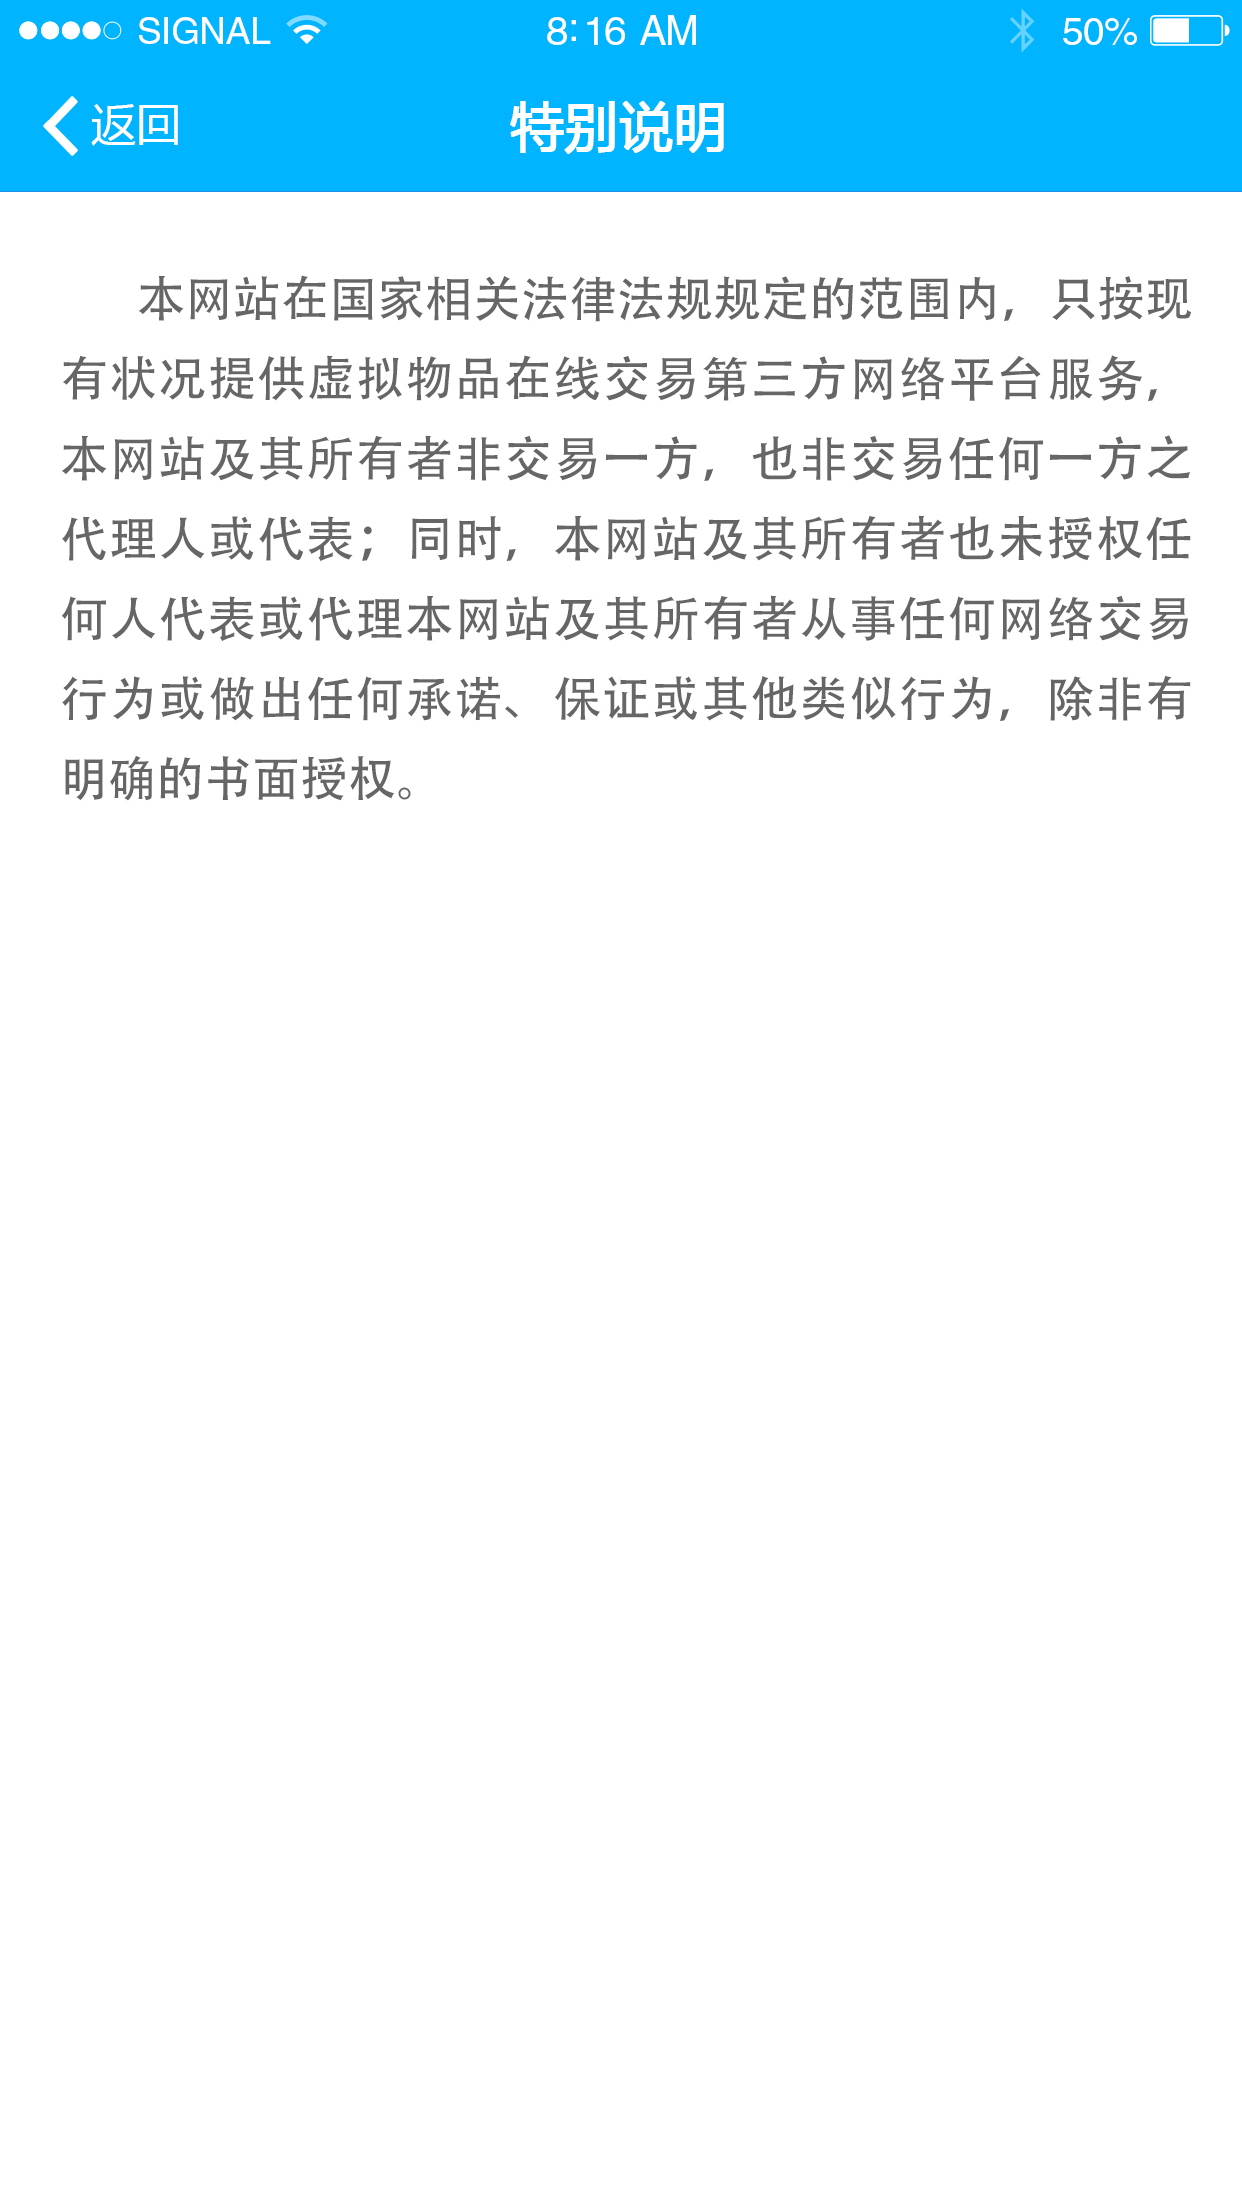 SIGNAL 8:16 AM 50%
返回 特别说明
本网站在国家相关法律法规规定的范围内，只按现
有状况提供虚拟物品在线交易第三方网络平台服务，
本网站及其所有者非交易一方，也非交易任何一方之
代理人或代表；同时，本网站及其所有者也未授权任
何人代表或代理本网站及其所有者从事任何网络交易
行为或做出任何承诺、保证或其他类似行为，除非有
明确的书面授权。